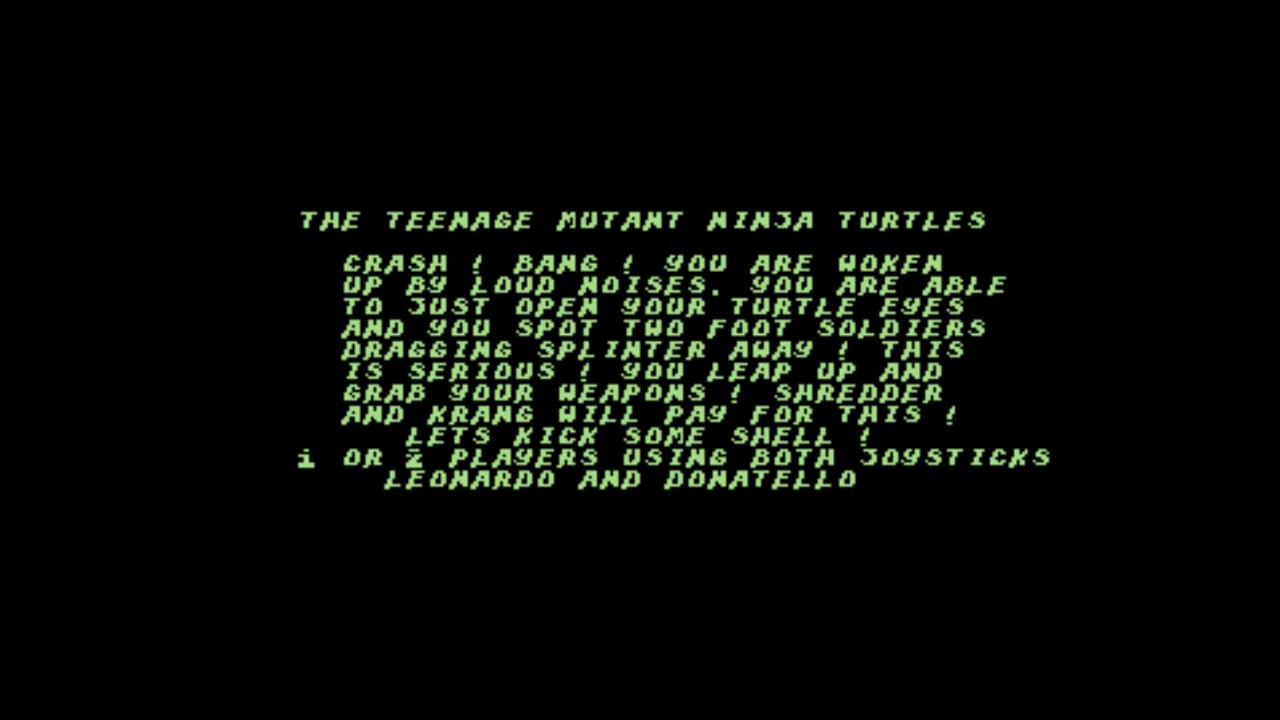 THE TEENAGE MUTANT NINJA TURTLES
CRASH ! BANG ! YOU ARE WOKEN
UP BY LOUD NOISES. YOU ARE ABLE
TO JUST OPEN YOUR TURTLE EYES
AND YOU SPOT TWO FOOT SOLDIERS
DRAGGING SPLINTER AWAY ! THIS
IS SERIOUS ! YOU LEAP UP AND
GRAB YOUR WEAPONS ! SHREDDER
AND KRANG WILL PAY FOR THIS !
LETS KICK SOME SHELL !
1 OR 2 PLAYERS USING BOTH JOYSTICKS
LEONARDO AND DONATELLO